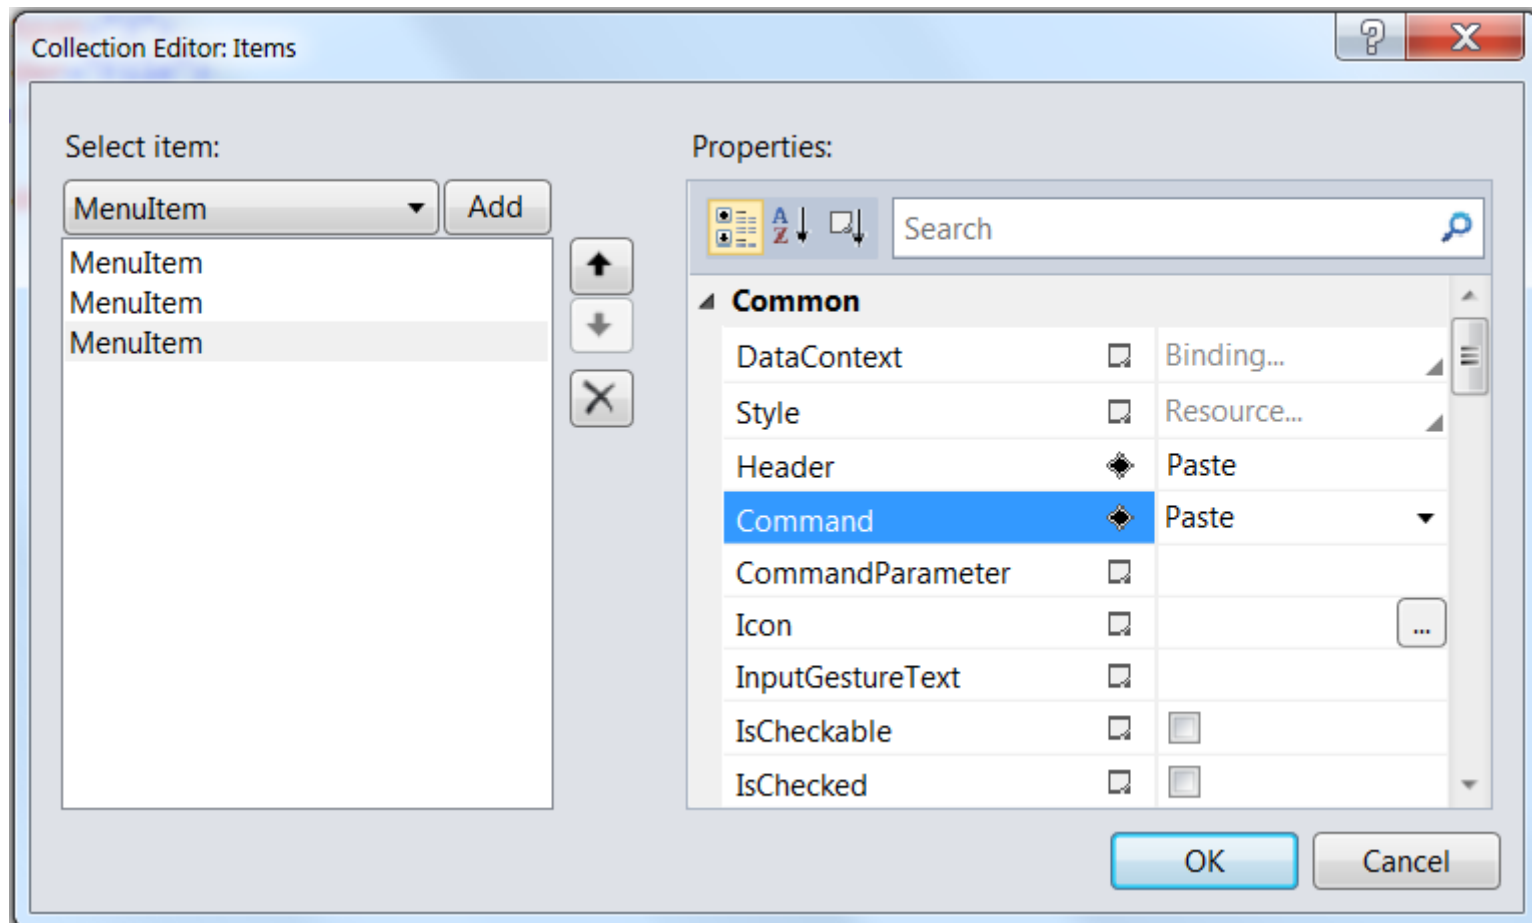 Collection Editor: Items
Select item:
MenuItem
Add
MenuItem
MenuItem
MenuItem
Properties:
Search
Common
DataContext Binding...
Style Resource...
Header Paste
Command Paste
CommandParameter
Icon ...
InputGestureText
IsCheckable
IsChecked
OK
Cancel